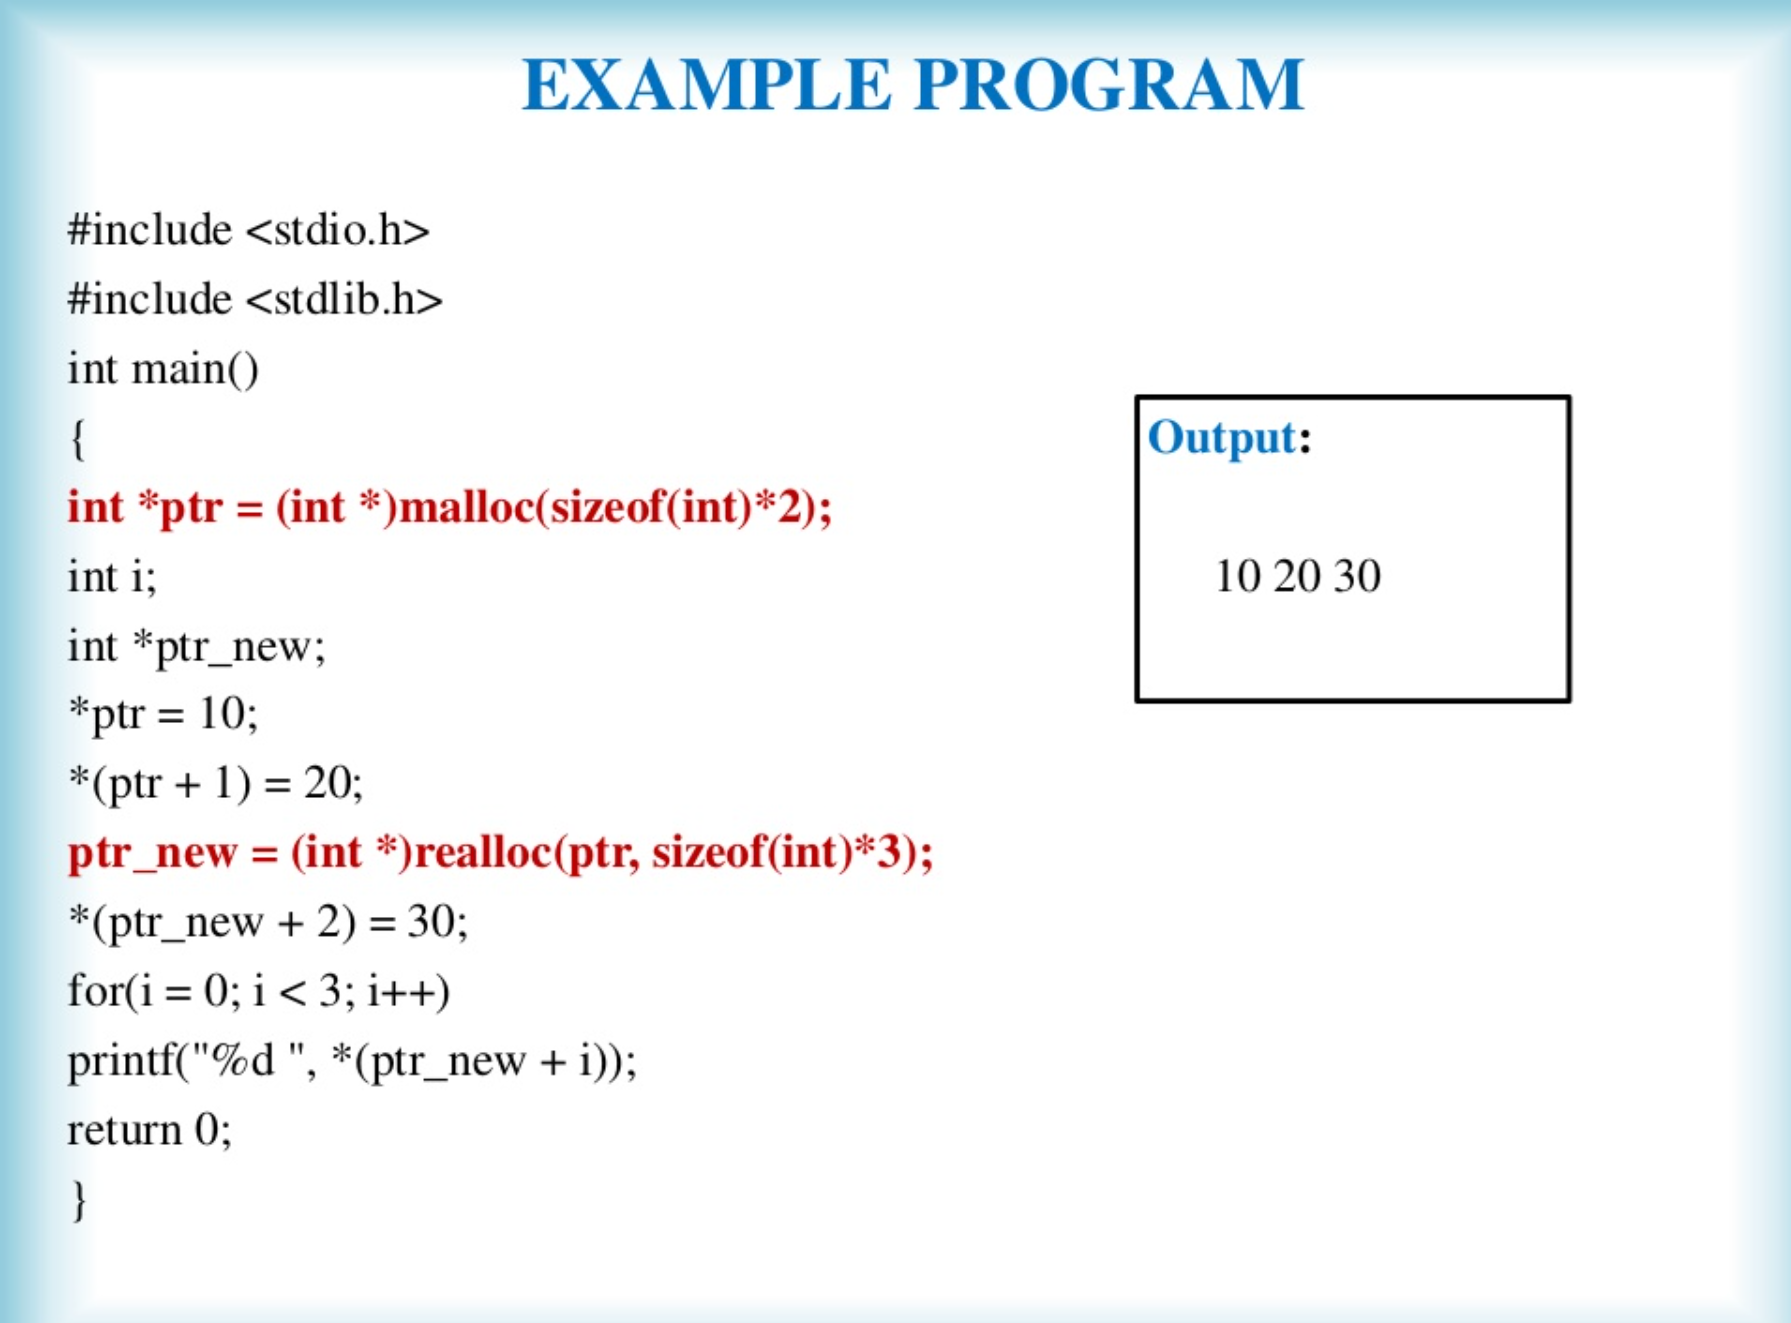 EXAMPLE PROGRAM
#include <stdio.h>
#include <stdlib.h>
int main()
{
int *ptr = (int *)malloc(sizeof(int)*2);
int i;
int *ptr_new;
*ptr = 10;
*(ptr + 1) = 20;
ptr_new = (int *)realloc(ptr, sizeof(int)*3);
*(ptr_new + 2) = 30;
for(i = 0; i < 3; i++)
printf("%d ", *(ptr_new + i));
return 0;
}
Output:
10 20 30